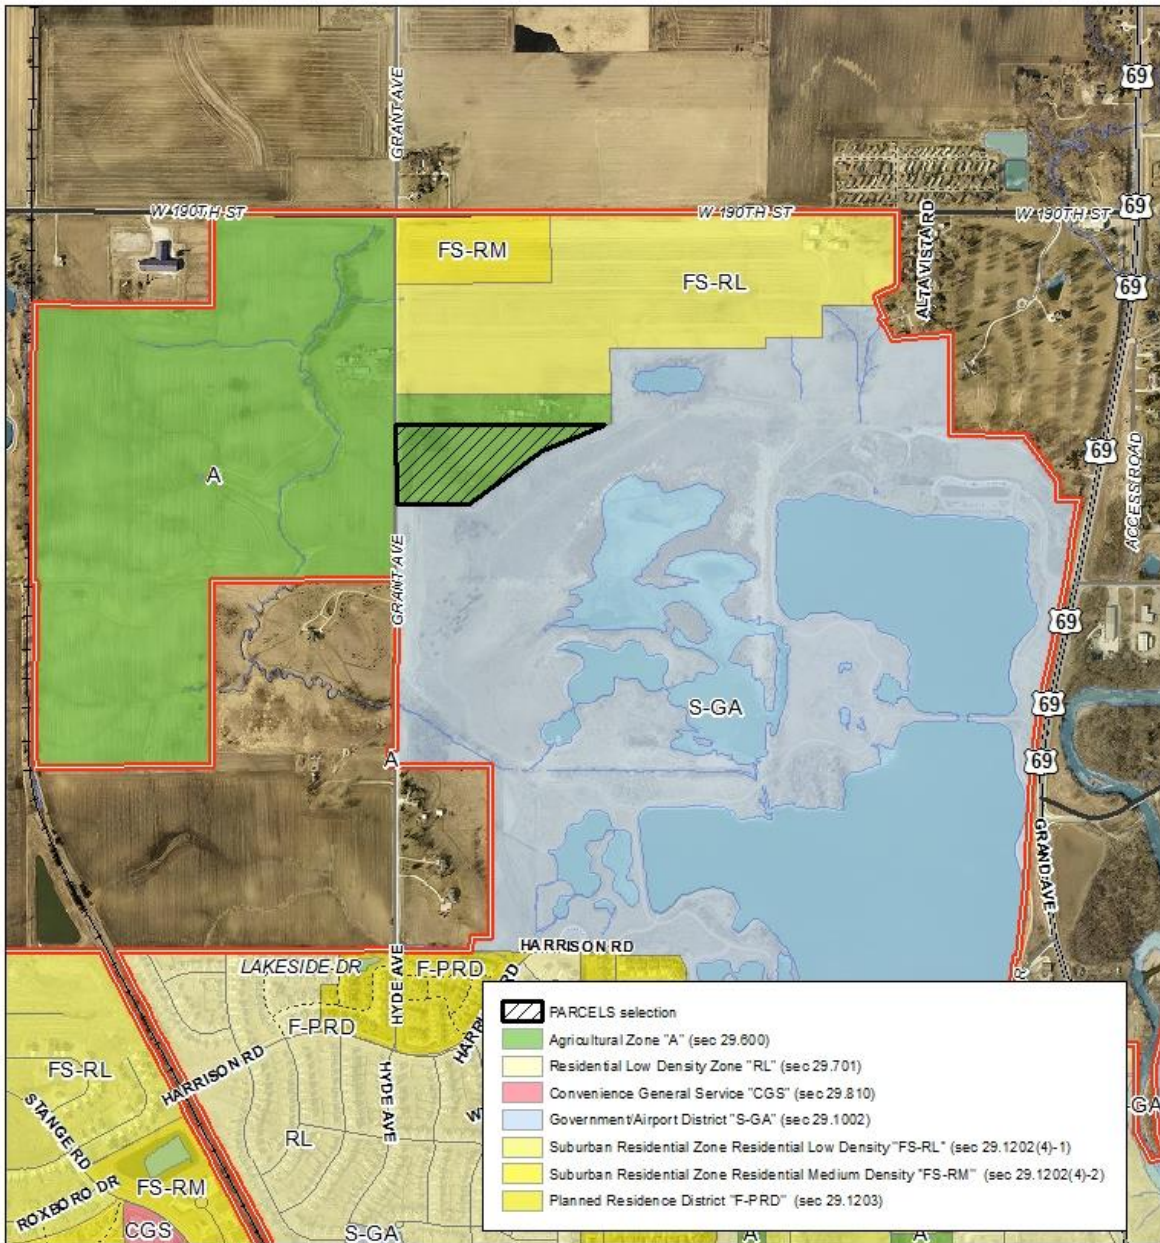 69
GRANT AVE
W 190TH ST
W 190TH ST
69
W 190TH ST
FS-RM
FS-RL
ALTA VISTA RD
69
69
ACCESS ROAD
A
GRANT AVE
69
S-GA
69
A
69
GRAND AVE
HARRISON RD
LAKESIDE DR
F-PRD
HYDE AVE
R
F-PRD
PARCELS selection
Agricultural Zone "A" (sec 29.600)
Residential Low Density Zone "RL" (sec 29.701)
Convenience General Service "CGS" (sec 29.810)
Government/Airport District "S-GA" (sec 29.1002)
Suburban Residential Zone Residential Low Density "FS-RL" (sec 29.1202(4)-1)
Suburban Residential Zone Residential Medium Density "FS-RM" (sec 29.1202(4)-2)
Planned Residence District "F-PRD" (sec 29.1203)
FS-RL
HARRISON RD
HYDE AVE
-GA
STANGE RD
RL
W
FS-RM
ROXBORO DR
CGS
S-GA
A
A